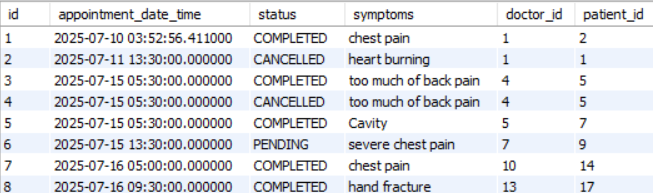 id appointment_date_time status symptoms doctor_id patient_id
1 2025-07-10 03:52:56.411000 COMPLETED chest pain 1 2
2 2025-07-11 13:30:00.000000 CANCELLED heart burning 1 1
3 2025-07-15 05:30:00.000000 COMPLETED too much of back pain 4 5
4 2025-07-15 05:30:00.000000 CANCELLED too much of back pain 4 5
5 2025-07-15 05:30:00.000000 COMPLETED Cavity 5 7
6 2025-07-15 13:30:00.000000 PENDING severe chest pain 7 9
7 2025-07-16 05:00:00.000000 COMPLETED chest pain 10 14
8 2025-07-16 09:30:00.000000 COMPLETED hand fracture 13 17